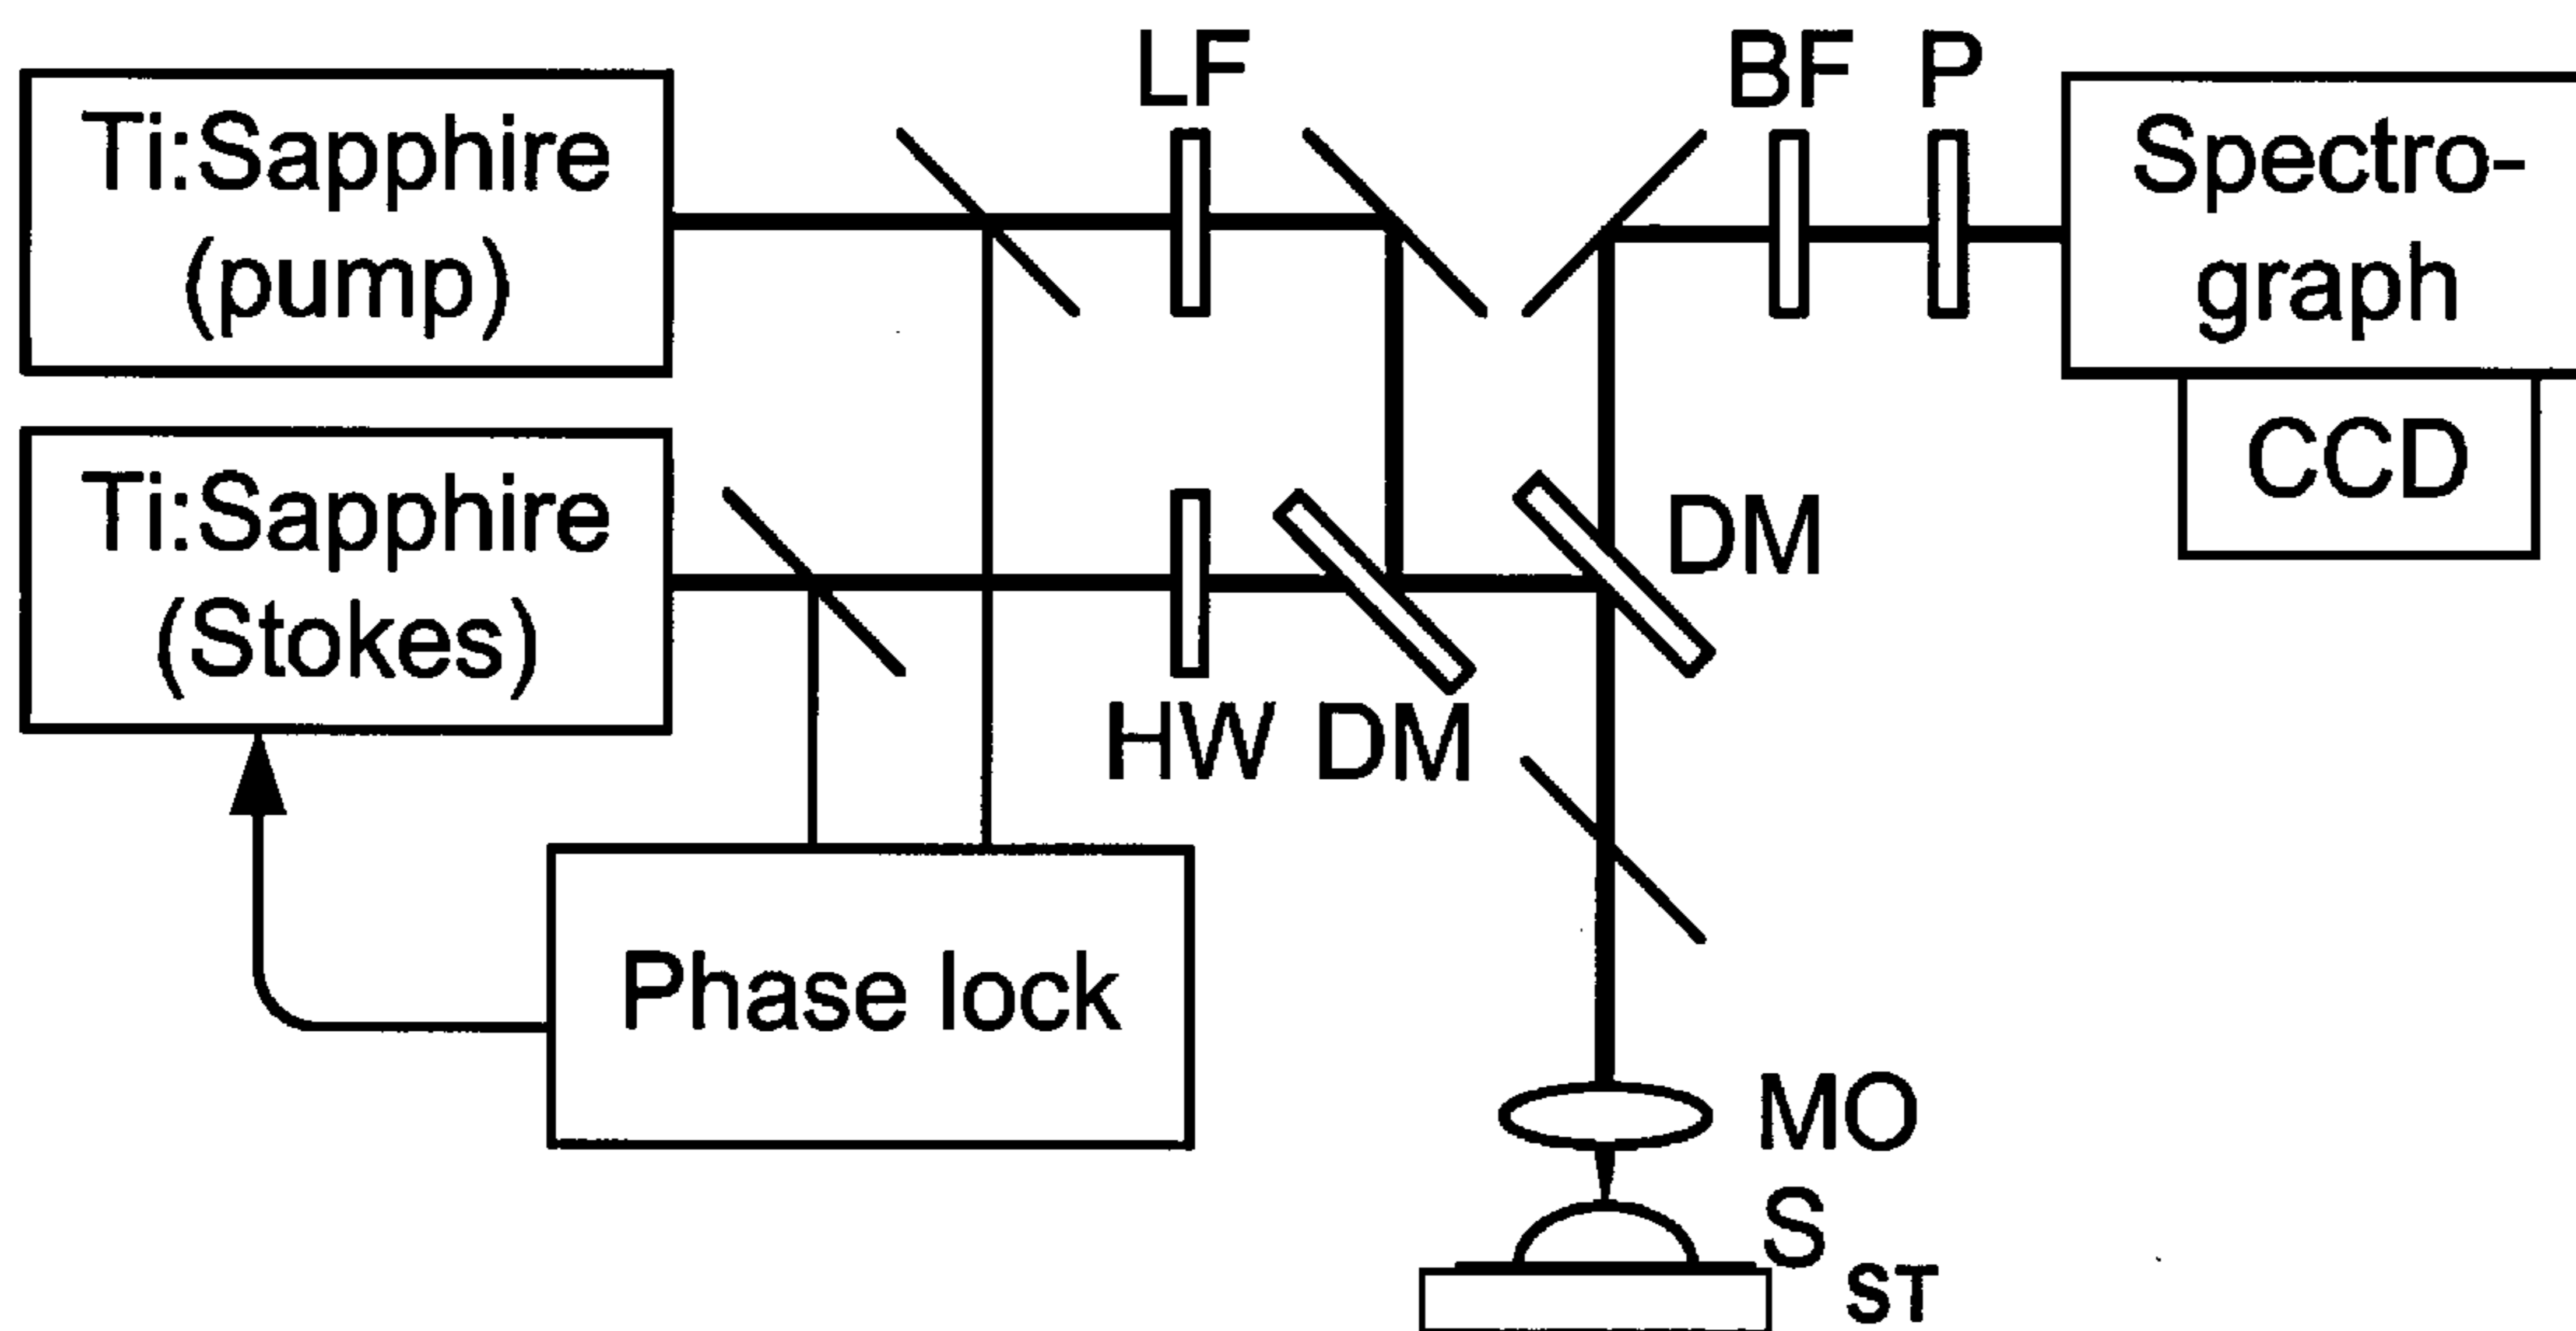 LF
BF P
Ti:Sapphire
(pump)
Spectro-
graph
CCD
Ti:Sapphire
(Stokes)
DM
HW DM
Phase lock
MO
S
ST